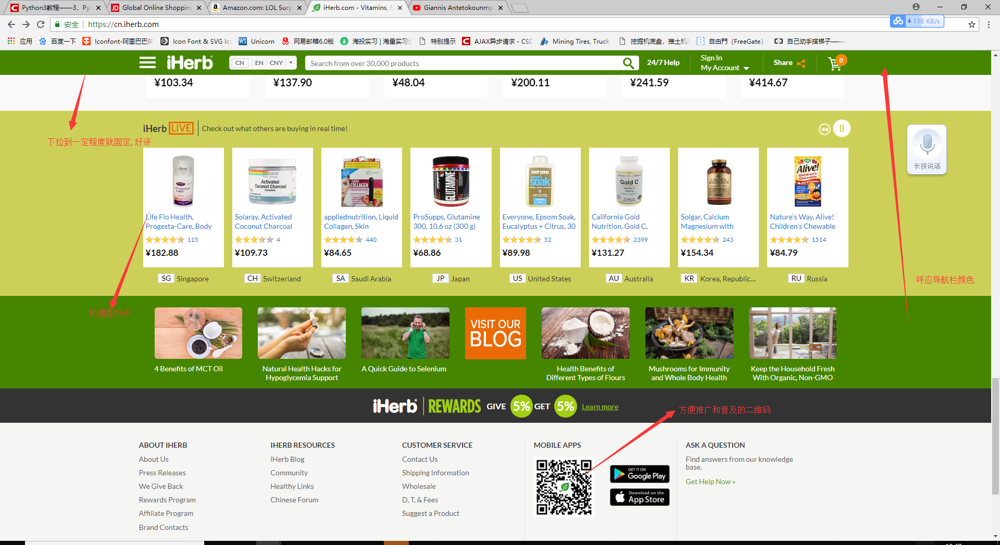 Python3教程——3、Pyt
Global Online Shopping
Amazon.com: LOL Surp
iHerb.com - Vitamins, S
Giannis Antetokounmp
安全
https://cn.iherb.com
118 KB/s
应用
百度一下
Iconfont-阿里巴巴矢
Icon Font & SVG Ic
Unicorn
网易邮箱6.0版
海投实习 | 海量实习生
特别提示
AJAX异步请求 - CSD
Mining Tires, Truck
挖掘机底盘，推土机底
自由門（FreeGate）
自己动手搭梯子——
iHerb
CN
EN
CNY
Search from over 30,000 products
24/7 Help
Sign In
My Account
Share
0
¥103.34
¥137.90
¥48.04
¥200.11
¥241.59
¥414.67
iHerb LIVE
Check out what others are buying in real time!
下拉到一定程度就固定, 好评
长按说话
Life Flo Health,
Progesta-Care, Body
115
¥182.88
SG Singapore
Solaray, Activated
Coconut Charcoal
4
¥109.73
CH Switzerland
appliednutrition, Liquid
Collagen, Skin
440
¥84.65
SA Saudi Arabia
ProSupps, Glutamine
300, 10.6 oz (300 g)
31
¥68.86
JP Japan
Everyone, Epsom Soak,
Eucalyptus + Citrus, 30
52
¥89.98
US United States
California Gold
Nutrition, Gold C,
2399
¥131.27
AU Australia
Solgar, Calcium
Magnesium with
243
¥154.34
KR Korea, Republic...
Nature's Way, Alive!
Children's Chewable
1514
¥84.79
RU Russia
呼应导航栏颜色
轮播图好评
4 Benefits of MCT Oil
Natural Health Hacks for
Hypoglycemia Support
A Quick Guide to Selenium
VISIT OUR
BLOG
Health Benefits of
Different Types of Flours
Mushrooms for Immunity
and Whole Body Health
Keep the Household Fresh
With Organic, Non-GMO
iHerb REWARDS GIVE 5% GET 5% Learn more
方便推广和普及的二维码
ABOUT IHERB
About Us
Press Releases
We Give Back
Rewards Program
Affiliate Program
Brand Contacts
IHERB RESOURCES
iHerb Blog
Community
Healthy Links
Chinese Forum
CUSTOMER SERVICE
Contact Us
Shipping Information
Wholesale
D, T, & Fees
Suggest a Product
MOBILE APPS
GET IT ON
Google Play
Download on the
App Store
ASK A QUESTION
Find answers from our knowledge
base.
Get Help Now »